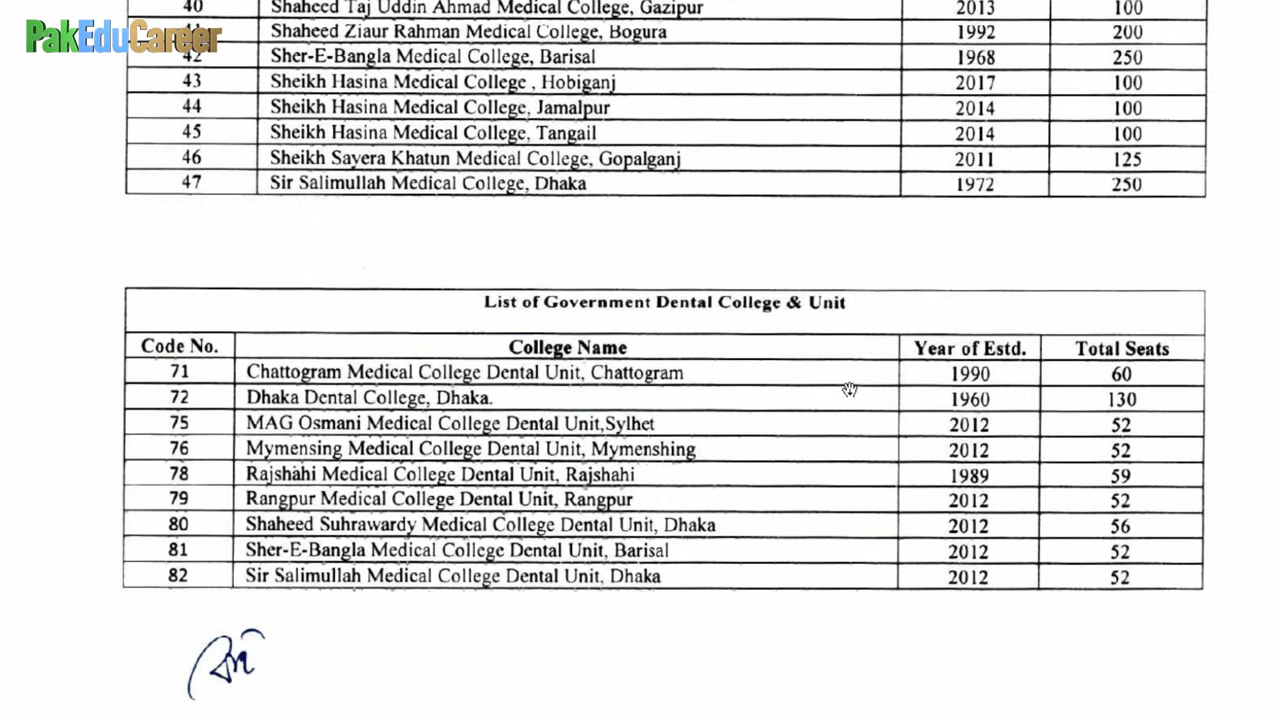 40 Shaheed Taj Uddin Ahmad Medical College, Gazipur 2013 100
PakEduCareer
Shaheed Ziaur Rahman Medical College, Bogura 1992 200
42 Sher-E-Bangla Medical College, Barisal 1968 250
43 Sheikh Hasina Medical College , Hobiganj 2017 100
44 Sheikh Hasina Medical College, Jamalpur 2014 100
45 Sheikh Hasina Medical College, Tangail 2014 100
46 Sheikh Sayera Khatun Medical College, Gopalganj 2011 125
47 Sir Salimullah Medical College, Dhaka 1972 250
List of Government Dental College & Unit
Code No. College Name Year of Estd. Total Seats
71 Chattogram Medical College Dental Unit, Chattogram 1990 60
72 Dhaka Dental College, Dhaka. 1960 130
75 MAG Osmani Medical College Dental Unit,Sylhet 2012 52
76 Mymensing Medical College Dental Unit, Mymenshing 2012 52
78 Rajshahi Medical College Dental Unit, Rajshahi 1989 59
79 Rangpur Medical College Dental Unit, Rangpur 2012 52
80 Shaheed Suhrawardy Medical College Dental Unit, Dhaka 2012 56
81 Sher-E-Bangla Medical College Dental Unit, Barisal 2012 52
82 Sir Salimullah Medical College Dental Unit, Dhaka 2012 52